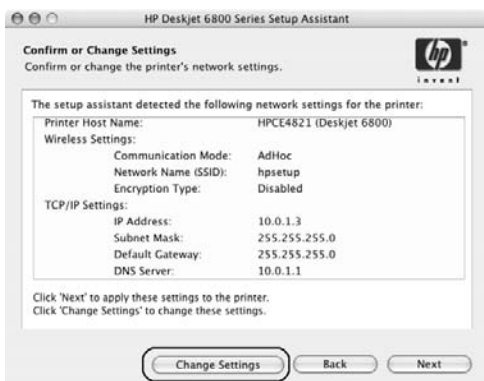 HP Deskjet 6800 Series Setup Assistant
Confirm or Change Settings
Confirm or change the printer's network settings.
hp
invent
The setup assistant detected the following network settings for the printer:
Printer Host Name: HPCE4821 (Deskjet 6800)
Wireless Settings:
Communication Mode: AdHoc
Network Name (SSID): hpsetup
Encryption Type: Disabled
TCP/IP Settings:
IP Address: 10.0.1.3
Subnet Mask: 255.255.255.0
Default Gateway: 255.255.255.0
DNS Server: 10.0.1.1
Click 'Next' to apply these settings to the printer.
Click 'Change Settings' to change these settings.
Change Settings Back Next